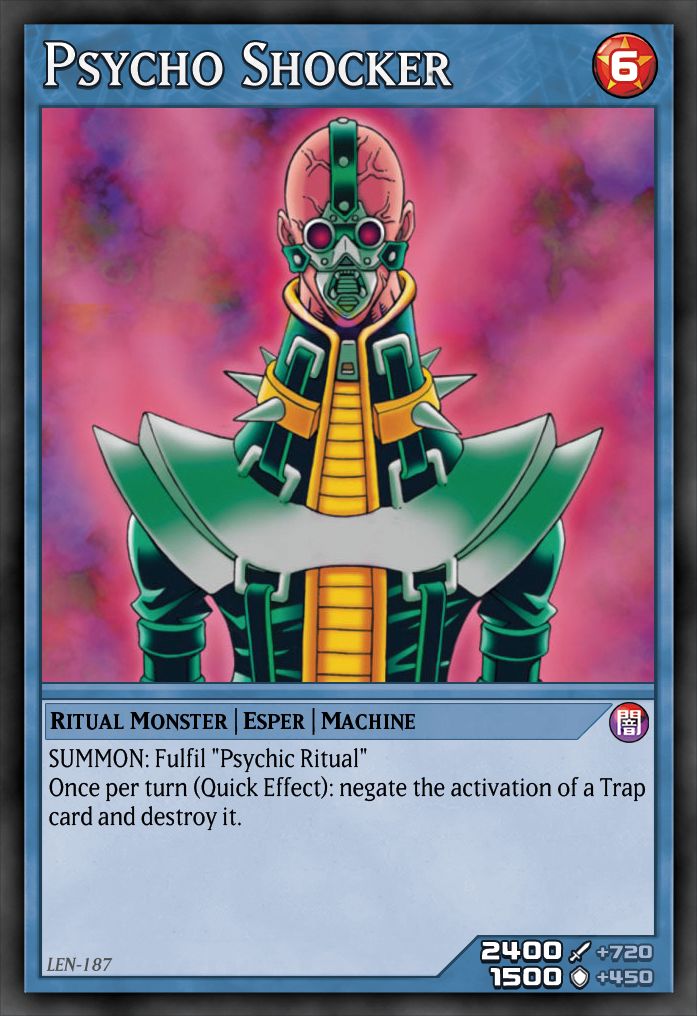 Psycho Shocker
6
Ritual Monster | Esper | Machine
闇
SUMMON: Fulfil "Psychic Ritual"
Once per turn (Quick Effect): negate the activation of a Trap
card and destroy it.
2400 +720
LEN-187
1500 +450